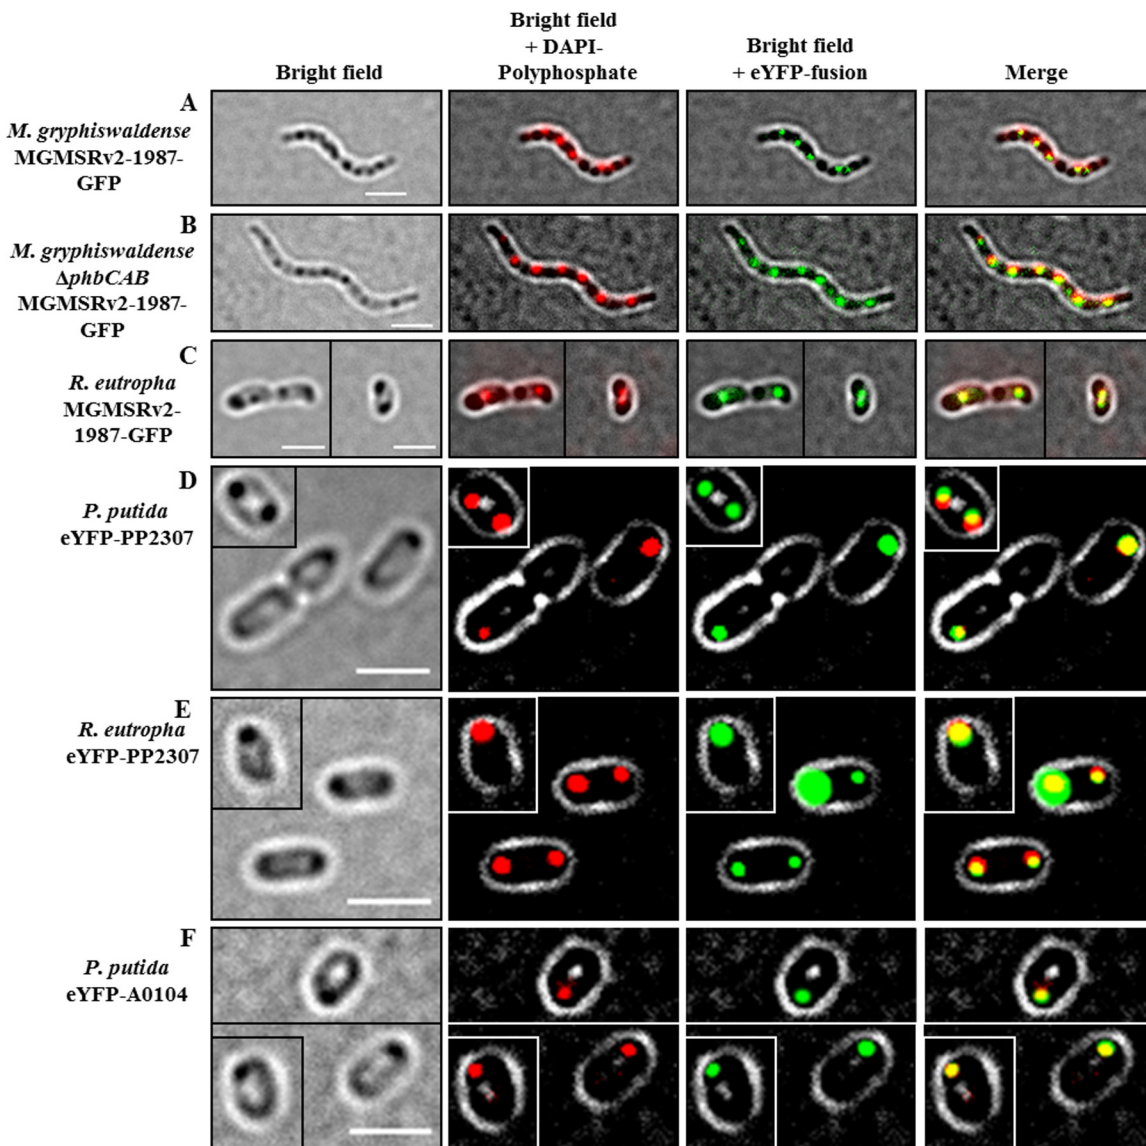 Bright field
Bright field
+ DAPI-
Polyphosphate
Bright field
+ eYFP-fusion
Merge
A
M. gryphiswaldense
MGMSRv2-1987-
GFP
B
M. gryphiswaldense
ΔphbCAB
MGMSRv2-1987-
GFP
C
R. eutropha
MGMSRv2-
1987-GFP
D
P. putida
eYFP-PP2307
E
R. eutropha
eYFP-PP2307
F
P. putida
eYFP-A0104